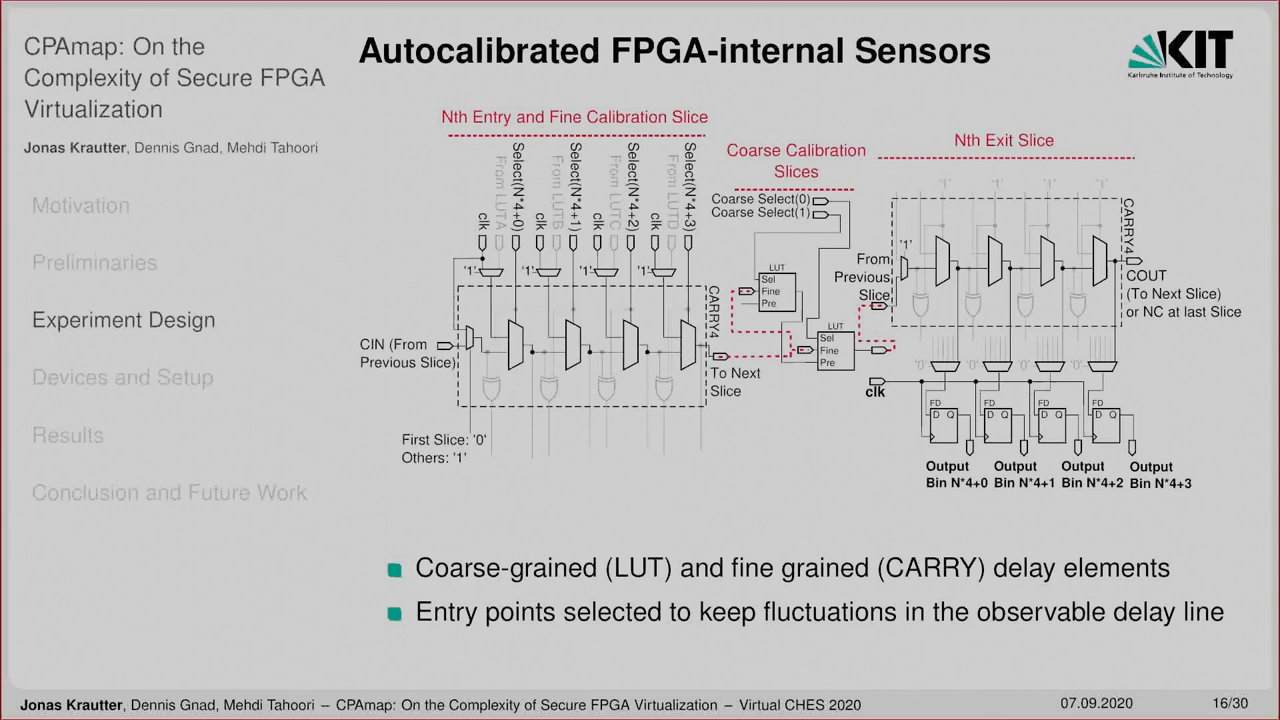 CPAmap: On the
Complexity of Secure FPGA
Virtualization
Jonas Krautter, Dennis Gnad, Mehdi Tahoori
Motivation
Preliminaries
Experiment Design
Devices and Setup
Results
Conclusion and Future Work
Autocalibrated FPGA-internal Sensors
KIT
Karlsruhe Institute of Technology
Nth Entry and Fine Calibration Slice
clk
From LUTA
Select(N*4+0)
clk
From LUTB
Select(N*4+1)
clk
From LUTC
Select(N*4+2)
clk
From LUTD
Select(N*4+3)
'1'
'1'
'1'
'1'
CARRY4
CIN (From
Previous Slice)
To Next
Slice
First Slice: '0'
Others: '1'
Coarse Calibration
Slices
Coarse Select(0)
Coarse Select(1)
LUT
Sel
Fine
Pre
LUT
Sel
Fine
Pre
Nth Exit Slice
'1'
'1'
'1'
'1'
CARRY4
'1'
From
Previous
Slice
COUT
(To Next Slice)
or NC at last Slice
'0'
'0'
'0'
'0'
clk
FD
D Q
FD
D Q
FD
D Q
FD
D Q
Output
Bin N*4+0
Output
Bin N*4+1
Output
Bin N*4+2
Output
Bin N*4+3
Coarse-grained (LUT) and fine grained (CARRY) delay elements
Entry points selected to keep fluctuations in the observable delay line
Jonas Krautter, Dennis Gnad, Mehdi Tahoori – CPAmap: On the Complexity of Secure FPGA Virtualization – Virtual CHES 2020
07.09.2020
16/30